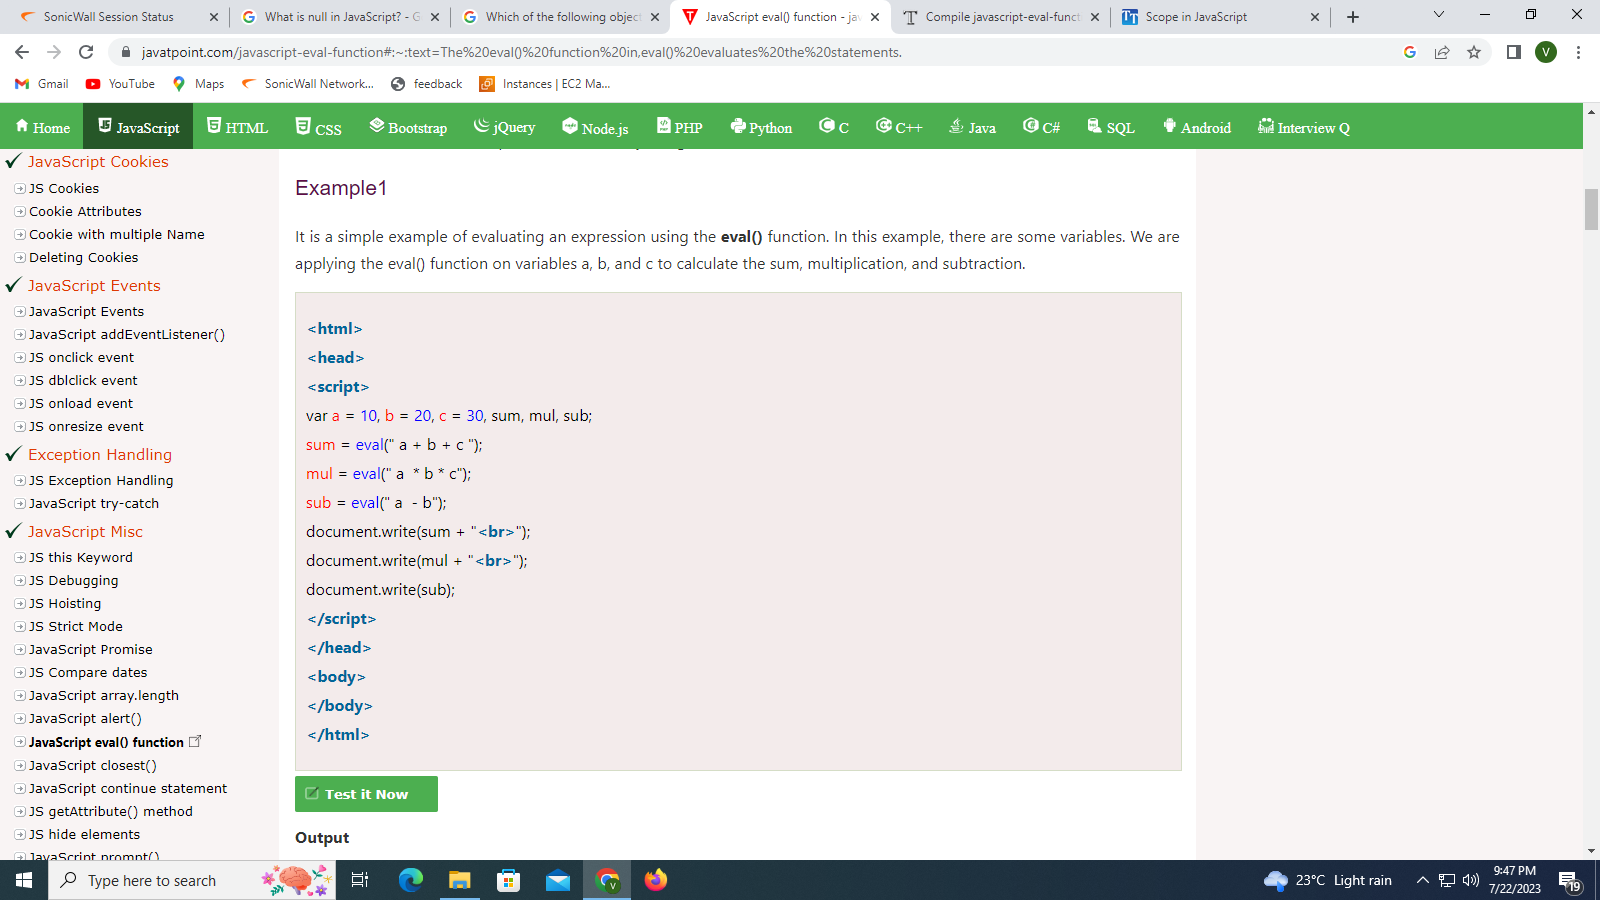 SonicWall Session Status
What is null in JavaScript? - G
Which of the following object
JavaScript eval() function - jav
Compile javascript-eval-funct
Scope in JavaScript
javatpoint.com/javascript-eval-function#:~:text=The%20eval()%20function%20in,eval()%20evaluates%20the%20statements.
V
Gmail
YouTube
Maps
SonicWall Network...
feedback
Instances | EC2 Ma...
Home
JavaScript
HTML
CSS
Bootstrap
jQuery
Node.js
PHP
Python
C
C++
Java
C#
SQL
Android
Interview Q
JavaScript Cookies
JS Cookies
Cookie Attributes
Cookie with multiple Name
Deleting Cookies
JavaScript Events
JavaScript Events
JavaScript addEventListener()
JS onclick event
JS dblclick event
JS onload event
JS onresize event
Exception Handling
JS Exception Handling
JavaScript try-catch
JavaScript Misc
JS this Keyword
JS Debugging
JS Hoisting
JS Strict Mode
JavaScript Promise
JS Compare dates
JavaScript array.length
JavaScript alert()
JavaScript eval() function
JavaScript closest()
JavaScript continue statement
JS getAttribute() method
JS hide elements
JavaScript prompt()
Example1
It is a simple example of evaluating an expression using the eval() function. In this example, there are some variables. We are
applying the eval() function on variables a, b, and c to calculate the sum, multiplication, and subtraction.
<html>
<head>
<script>
var a = 10, b = 20, c = 30, sum, mul, sub;
sum = eval(" a + b + c ");
mul = eval(" a  * b * c");
sub = eval(" a  - b");
document.write(sum + "<br>");
document.write(mul + "<br>");
document.write(sub);
</script>
</head>
<body>
</body>
</html>
Test it Now
Output
Type here to search
V
23°C Light rain
9:47 PM
7/22/2023
19